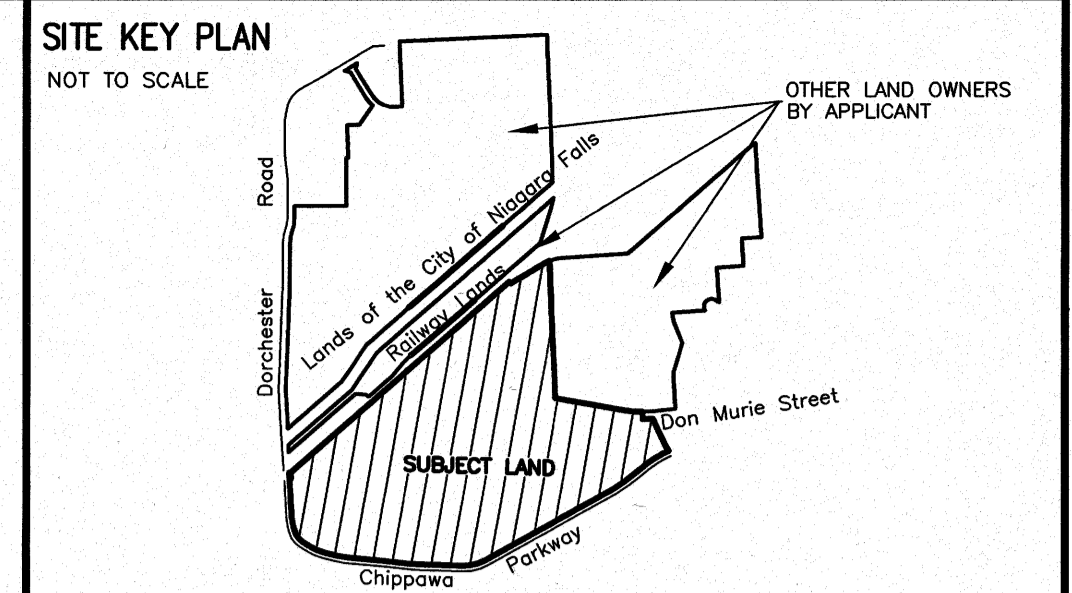 SITE KEY PLAN
NOT TO SCALE
OTHER LAND OWNERS
BY APPLICANT
Road
Dorchester
Lands of the City of Niagara Falls
Railway Lands
Don Murie Street
SUBJECT LAND
Parkway
Chippawa